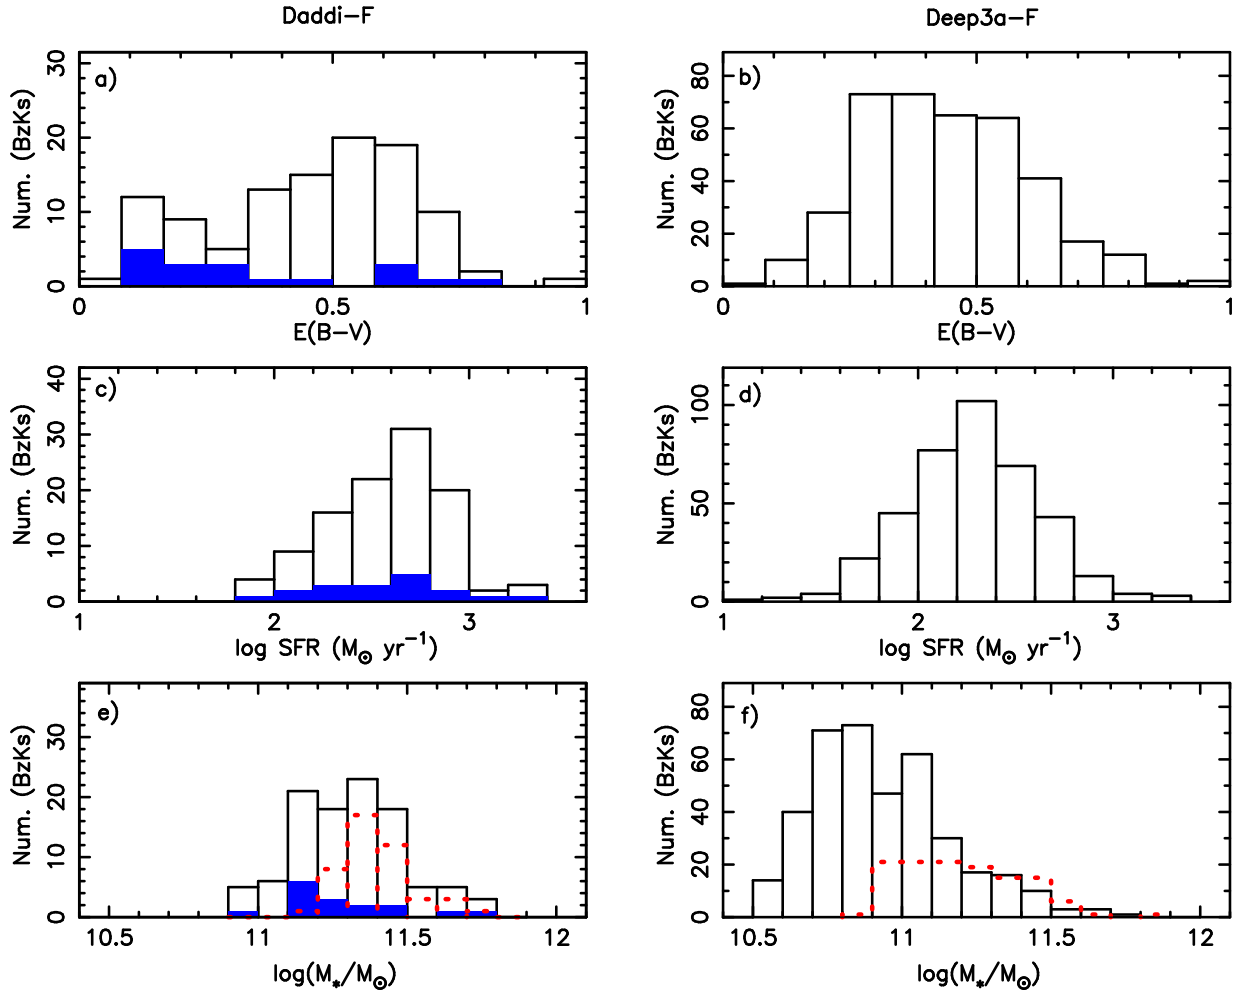 Daddi−F
Deep3a−F
a)
Num. (BzKs)
0 10 20 30
0 0.5 1
E(B−V)
b)
Num. (BzKs)
0 20 40 60 80
0 0.5 1
E(B−V)
c)
Num. (BzKs)
0 10 20 30 40
1 2 3
log SFR (M⊙ yr⁻¹)
d)
Num. (BzKs)
0 50 100
1 2 3
log SFR (M⊙ yr⁻¹)
e)
Num. (BzKs)
0 10 20 30
10.5 11 11.5 12
log(M*/M⊙)
f)
Num. (BzKs)
0 20 40 60 80
10.5 11 11.5 12
log(M*/M⊙)